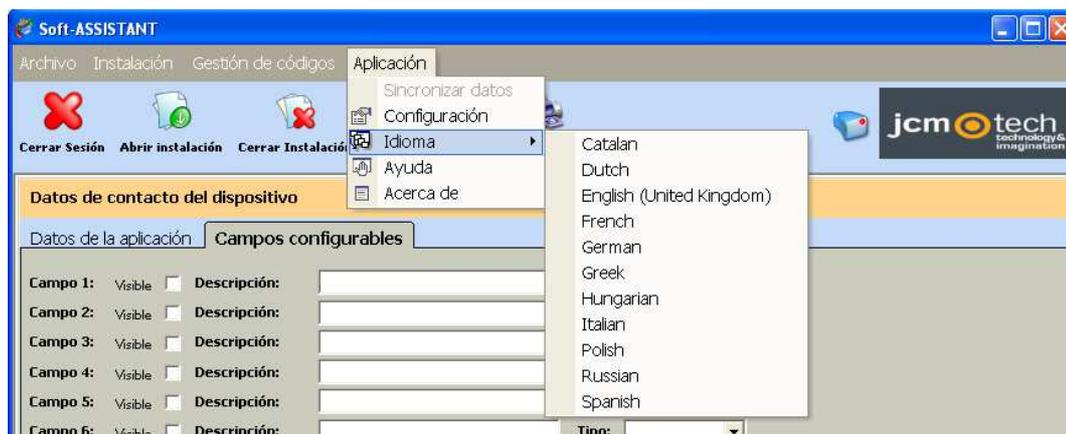 Soft-ASSISTANT
Archivo Instalación Gestión de códigos Aplicación
Sincronizar datos
Configuración
Idioma
Ayuda
Acerca de
Cerrar Sesión Abrir instalación Cerrar Instalación
jcm tech
technology&
imagination
Catalan
Dutch
English (United Kingdom)
French
German
Greek
Hungarian
Italian
Polish
Russian
Spanish
Datos de contacto del dispositivo
Datos de la aplicación Campos configurables
Campo 1: Visible Descripción:
Campo 2: Visible Descripción:
Campo 3: Visible Descripción:
Campo 4: Visible Descripción:
Campo 5: Visible Descripción:
Campo 6: Visible Descripción: Tipo: